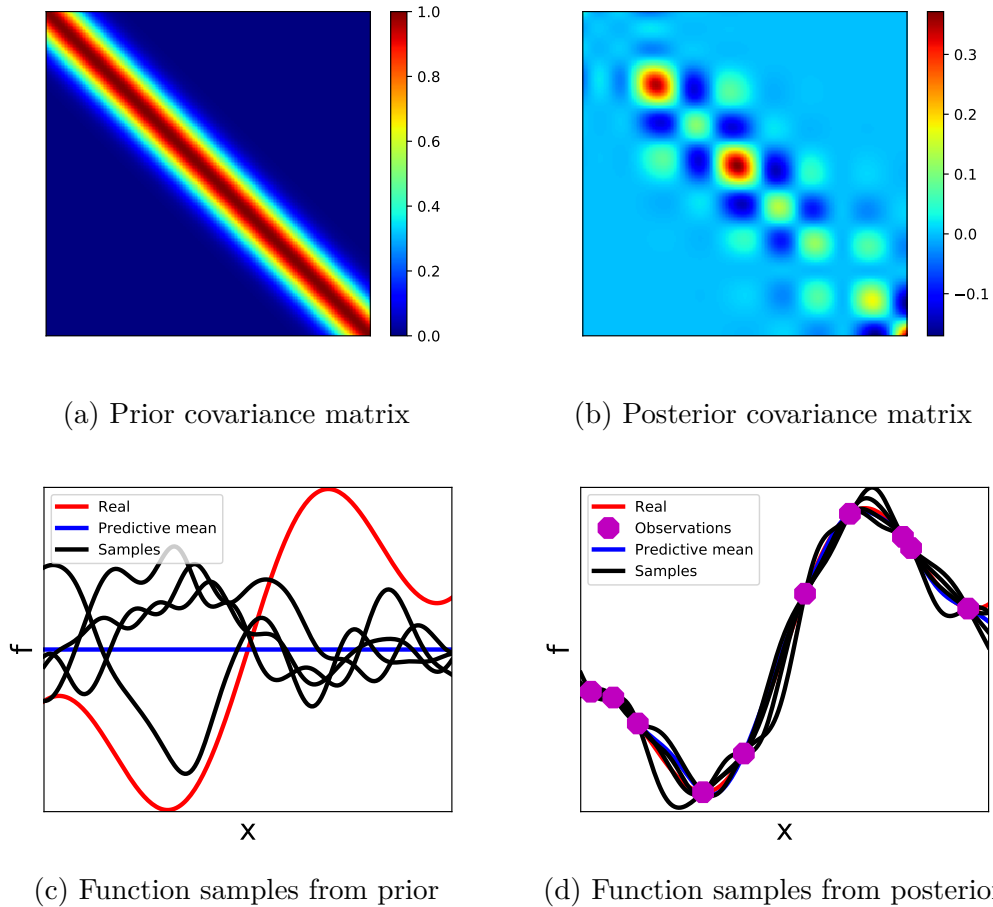 1.0
0.8
0.6
0.4
0.2
0.0
0.3
0.2
0.1
0.0
−0.1
(a) Prior covariance matrix
(b) Posterior covariance matrix
Real
Predictive mean
Samples
f
x
(c) Function samples from prior
Real
Observations
Predictive mean
Samples
f
x
(d) Function samples from posterior